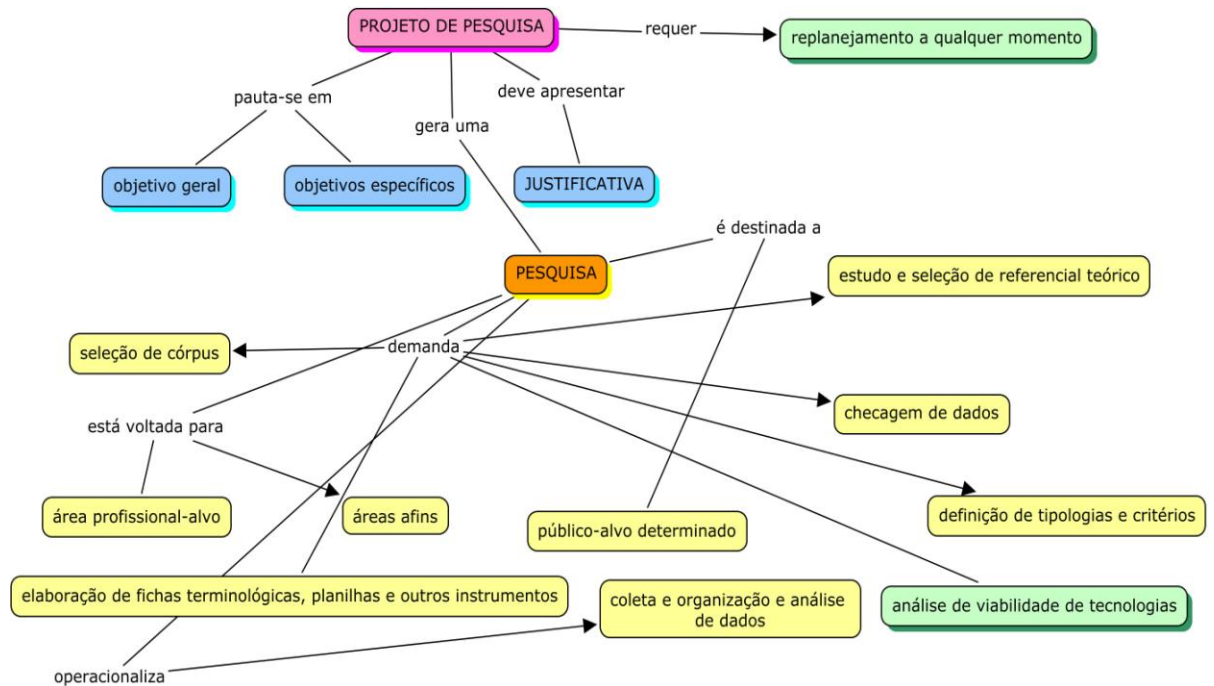 PROJETO DE PESQUISA
requer
replanejamento a qualquer momento
pauta-se em
deve apresentar
gera uma
objetivo geral
objetivos específicos
JUSTIFICATIVA
é destinada a
PESQUISA
estudo e seleção de referencial teórico
seleção de córpus
demanda
checagem de dados
está voltada para
área profissional-alvo
áreas afins
público-alvo determinado
definição de tipologias e critérios
elaboração de fichas terminológicas, planilhas e outros instrumentos
coleta e organização e análise
de dados
análise de viabilidade de tecnologias
operacionaliza